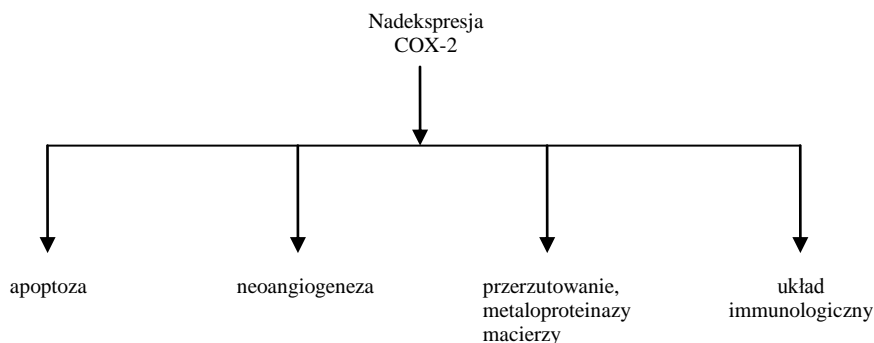 Nadekspresja
COX-2
apoptoza
neoangiogeneza
przerzutowanie,
metaloproteinazy
macierzy
układ
immunologiczny